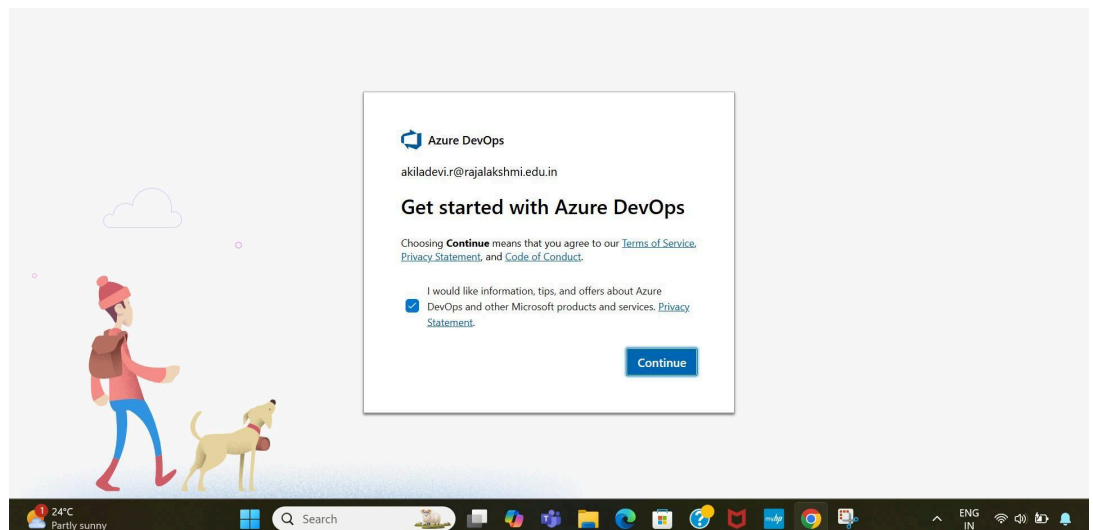 Azure DevOps
akiladevi.r@rajalakshmi.edu.in
Get started with Azure DevOps
Choosing Continue means that you agree to our Terms of Service,
Privacy Statement, and Code of Conduct.
I would like information, tips, and offers about Azure
DevOps and other Microsoft products and services. Privacy
Statement.
Continue
1
24°C
Partly sunny
Search
myhp
ENG
IN